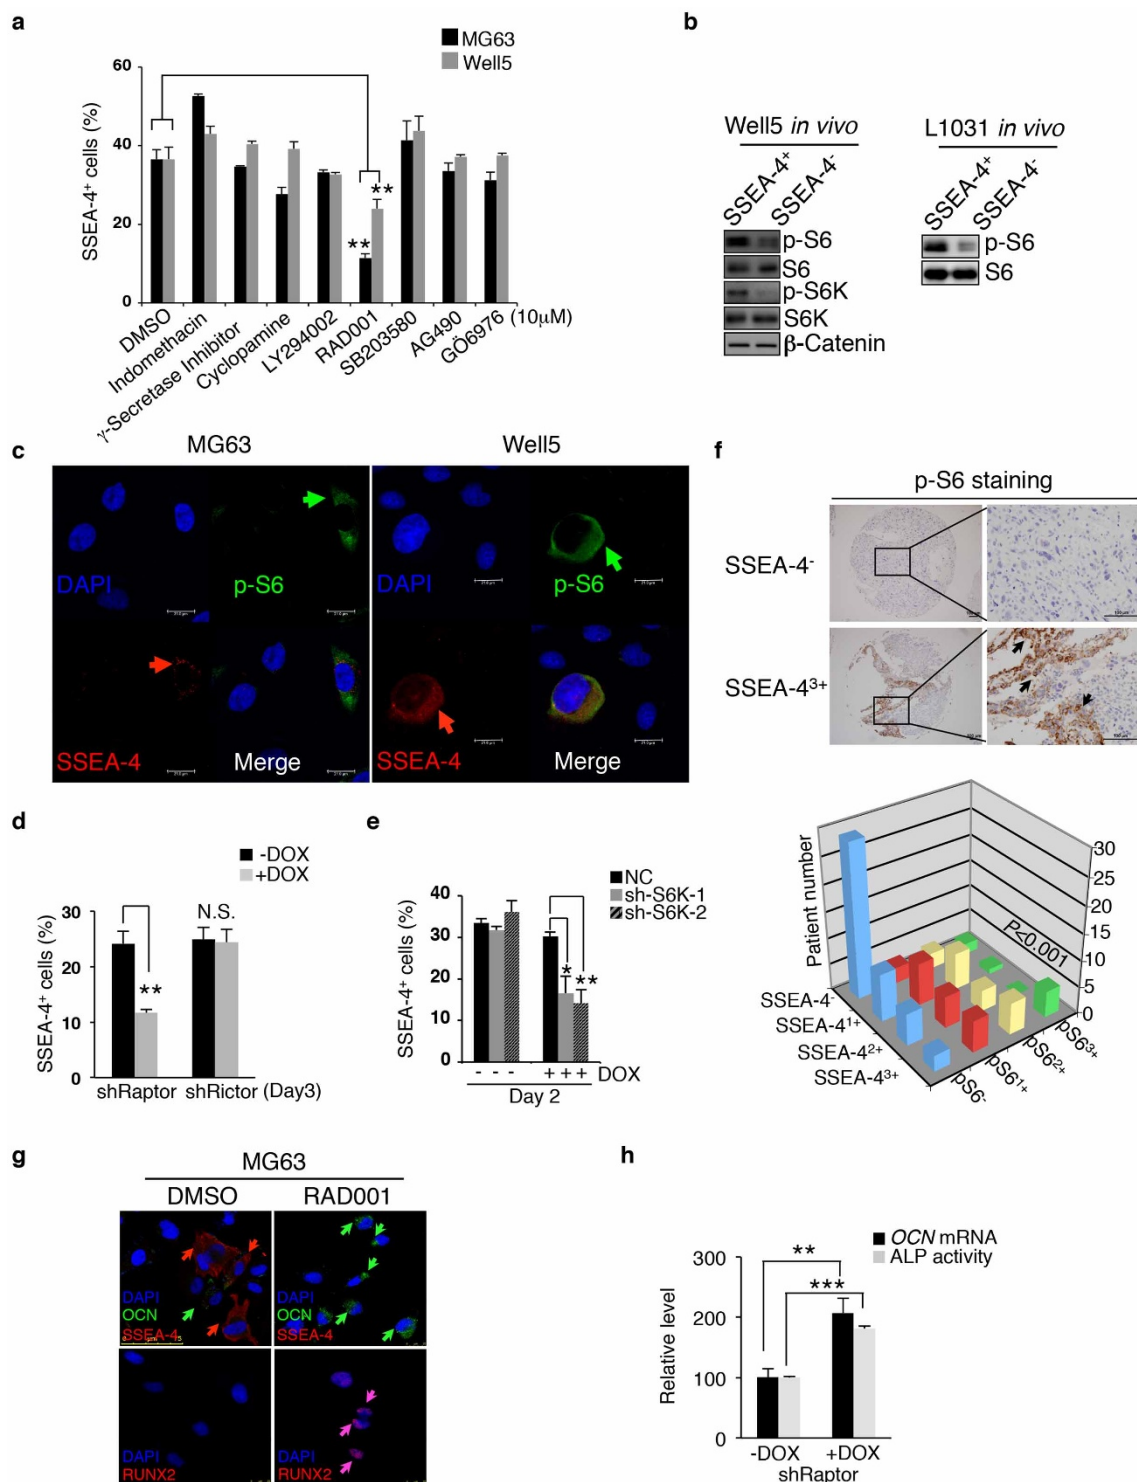 a
MG63
Well5
SSEA-4⁺ cells (%)
60
40
20
0
DMSO
Indomethacin
γ-Secretase Inhibitor
Cyclopamine
LY294002
RAD001
SB203580
AG490
GÖ6976
(10μM)
**
**
b
Well5 in vivo
SSEA-4⁺
SSEA-4⁻
p-S6
S6
p-S6K
S6K
β-Catenin
L1031 in vivo
SSEA-4⁺
SSEA-4⁻
p-S6
S6
c
MG63
Well5
DAPI
p-S6
SSEA-4
Merge
DAPI
p-S6
SSEA-4
Merge
f
p-S6 staining
SSEA-4⁻
SSEA-4³⁺
Patient number
30
25
20
15
10
5
0
P<0.001
SSEA-4⁻
SSEA-4¹⁺
SSEA-4²⁺
SSEA-4³⁺
pS6⁻
pS6¹⁺
pS6²⁺
pS6³⁺
d
-DOX
+DOX
SSEA-4⁺ cells (%)
30
20
10
0
**
N.S.
shRaptor shRictor (Day3)
e
NC
sh-S6K-1
sh-S6K-2
SSEA-4⁺ cells (%)
40
30
20
10
0
* **
- - - + + + DOX
Day 2
g
MG63
DMSO RAD001
DAPI
OCN
SSEA-4
DAPI
OCN
SSEA-4
DAPI
RUNX2
DAPI
RUNX2
h
OCN mRNA
ALP activity
Relative level
300
200
100
0
**
***
-DOX +DOX
shRaptor